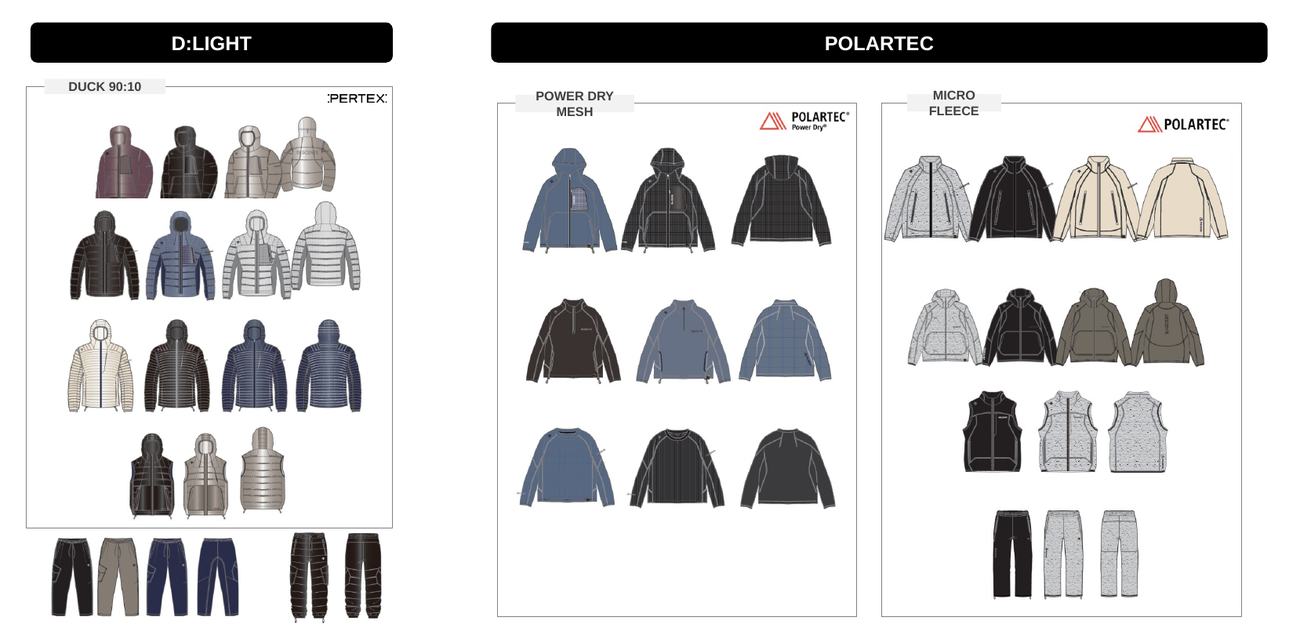 D:LIGHT
DUCK 90:10
:PERTEX:
POLARTEC
POWER DRY
MESH
POLARTEC®
Power Dry®
MICRO
FLEECE
POLARTEC®